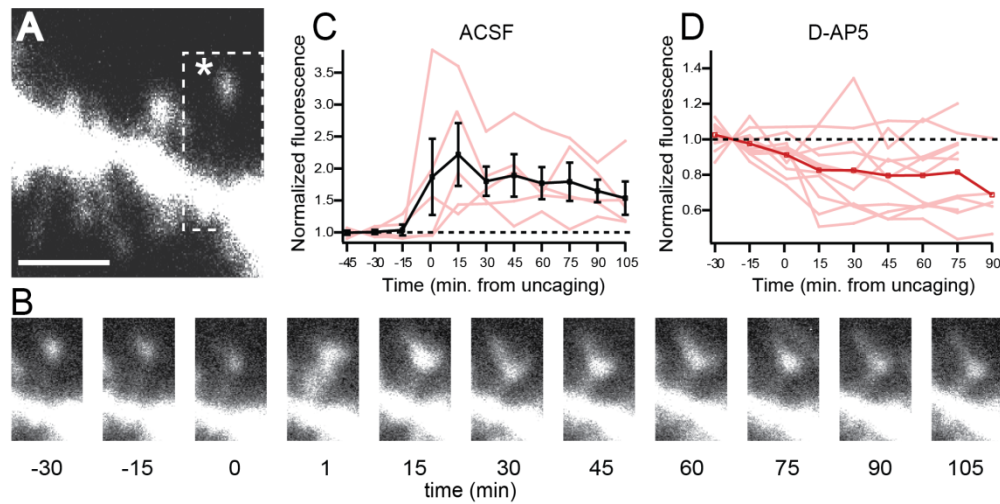 A
*
C
ACSF
Normalized fluorescence
3.5
3.0
2.5
2.0
1.5
1.0
-45 -30 -15 0 15 30 45 60 75 90 105
Time (min. from uncaging)
D
D-AP5
Normalized fluorescence
1.4
1.2
1.0
0.8
0.6
-30 -15 0 15 30 45 60 75 90
Time (min. from uncaging)
B
-30 -15 0 1 15 30 45 60 75 90 105
time (min)